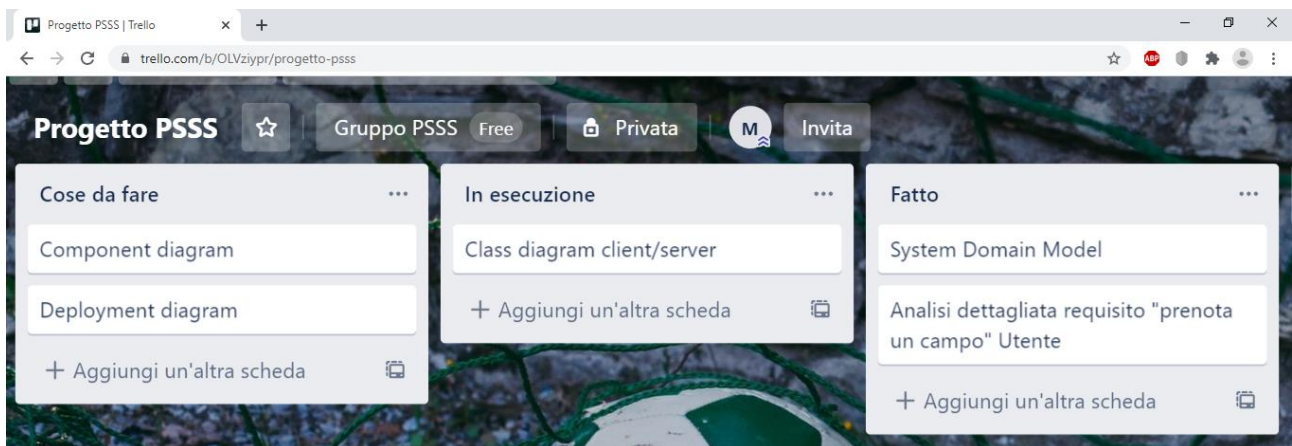 Progetto PSSS | Trello
trello.com/b/OLVziypr/progetto-psss
ABP
Progetto PSSS
Gruppo PSSS Free
Privata
M
Invita
Cose da fare
Component diagram
Deployment diagram
+ Aggiungi un'altra scheda
In esecuzione
Class diagram client/server
+ Aggiungi un'altra scheda
Fatto
System Domain Model
Analisi dettagliata requisito "prenota
un campo" Utente
+ Aggiungi un'altra scheda